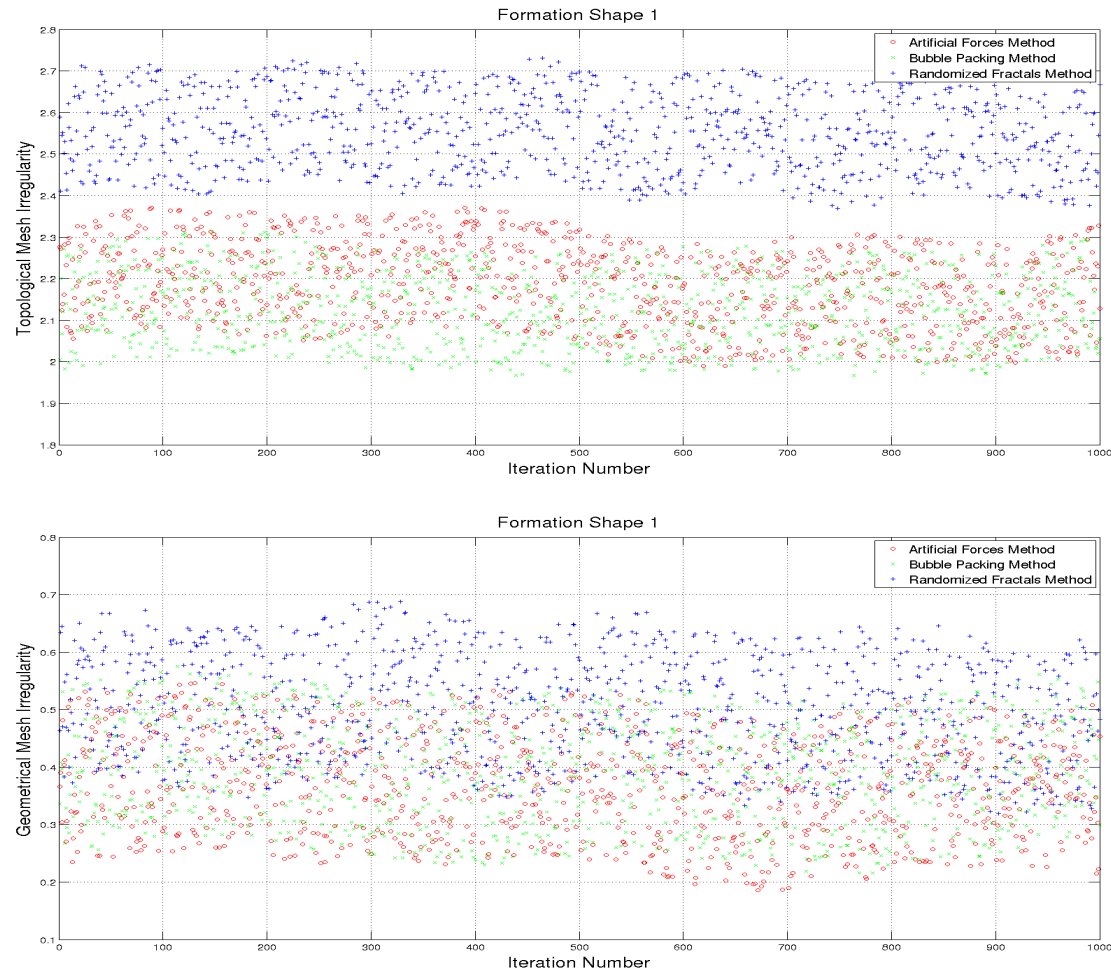 Formation Shape 1
2.8
2.7
2.6
2.5
2.4
2.3
2.2
2.1
2
1.9
1.8
Topological Mesh Irregularity
Artificial Forces Method
Bubble Packing Method
Randomized Fractals Method
0 100 200 300 400 500 600 700 800 900 1000
Iteration Number
Formation Shape 1
0.8
0.7
0.6
0.5
0.4
0.3
0.2
0.1
Geometrical Mesh Irregularity
Artificial Forces Method
Bubble Packing Method
Randomized Fractals Method
0 100 200 300 400 500 600 700 800 900 1000
Iteration Number